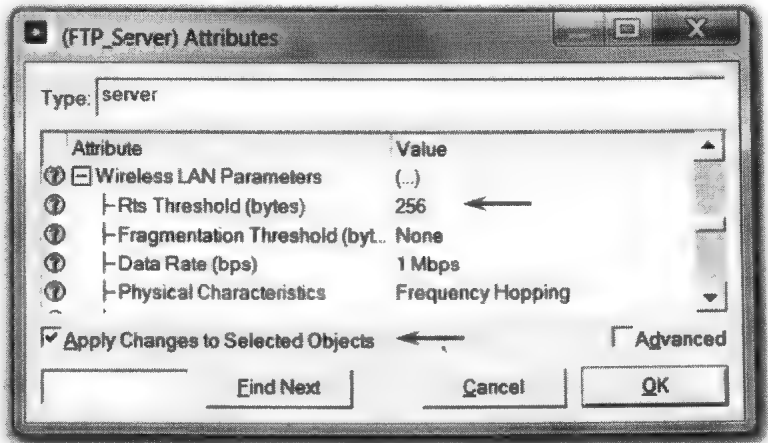 (FTP_Server) Attributes
Type: server
Attribute Value
Wireless LAN Parameters (...)
Rts Threshold (bytes) 256
Fragmentation Threshold (byt... None
Data Rate (bps) 1 Mbps
Physical Characteristics Frequency Hopping
Apply Changes to Selected Objects Advanced
Find Next Cancel OK